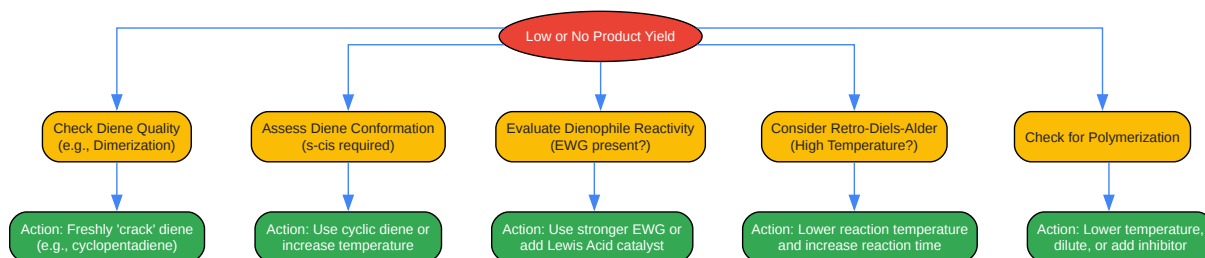 Low or No Product Yield
Check Diene Quality
(e.g., Dimerization)
Assess Diene Conformation
(s-cis required)
Evaluate Dienophile Reactivity
(EWG present?)
Consider Retro-Diels-Alder
(High Temperature?)
Check for Polymerization
Action: Freshly 'crack' diene
(e.g., cyclopentadiene)
Action: Use cyclic diene or
increase temperature
Action: Use stronger EWG or
add Lewis Acid catalyst
Action: Lower reaction temperature
and increase reaction time
Action: Lower temperature,
dilute, or add inhibitor